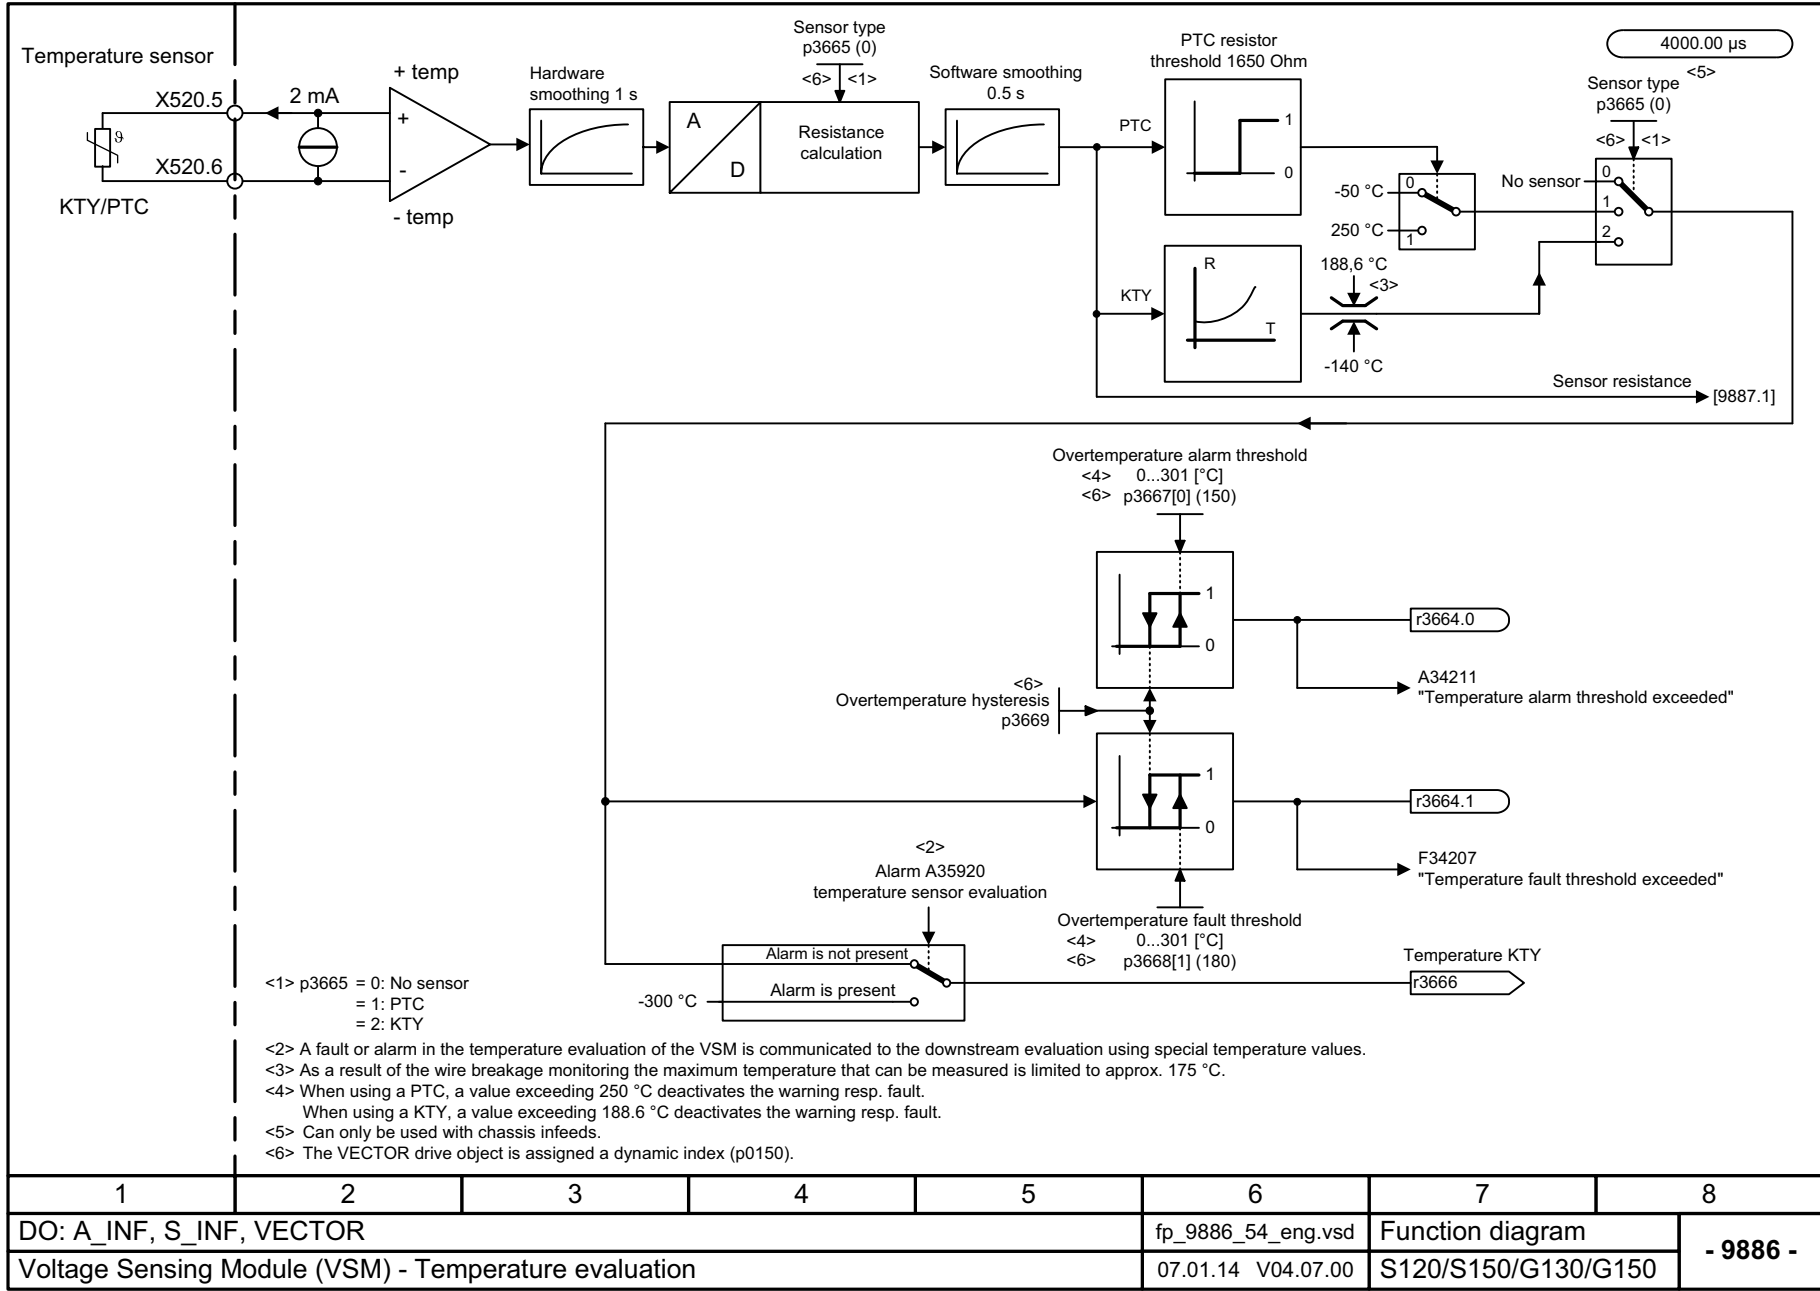 Temperature sensor
X520.5
ϑ
X520.6
KTY/PTC
2 mA
+ temp
+
-
- temp
Hardware
smoothing 1 s
Sensor type
p3665 (0)
<6> <1>
A
D
Resistance
calculation
Software smoothing
0.5 s
PTC
KTY
PTC resistor
threshold 1650 Ohm
1
0
R
T
-50 °C
0
250 °C
1
188,6 °C
<3>
-140 °C
4000.00 µs
<5>
Sensor type
p3665 (0)
<6> <1>
No sensor
0
1
2
Sensor resistance
[9887.1]
Overtemperature alarm threshold
<4> 0...301 [°C]
<6> p3667[0] (150)
1
0
r3664.0
A34211
"Temperature alarm threshold exceeded"
<6>
Overtemperature hysteresis
p3669
1
0
r3664.1
F34207
"Temperature fault threshold exceeded"
Overtemperature fault threshold
<4> 0...301 [°C]
<6> p3668[1] (180)
<2>
Alarm A35920
temperature sensor evaluation
Alarm is not present
-300 °C
Alarm is present
Temperature KTY
r3666
<1> p3665 = 0: No sensor
= 1: PTC
= 2: KTY
<2> A fault or alarm in the temperature evaluation of the VSM is communicated to the downstream evaluation using special temperature values.
<3> As a result of the wire breakage monitoring the maximum temperature that can be measured is limited to approx. 175 °C.
<4> When using a PTC, a value exceeding 250 °C deactivates the warning resp. fault.
When using a KTY, a value exceeding 188.6 °C deactivates the warning resp. fault.
<5> Can only be used with chassis infeeds.
<6> The VECTOR drive object is assigned a dynamic index (p0150).
1 2 3 4 5 6 7 8
DO: A_INF, S_INF, VECTOR
fp_9886_54_eng.vsd
Function diagram
- 9886 -
Voltage Sensing Module (VSM) - Temperature evaluation
07.01.14 V04.07.00
S120/S150/G130/G150